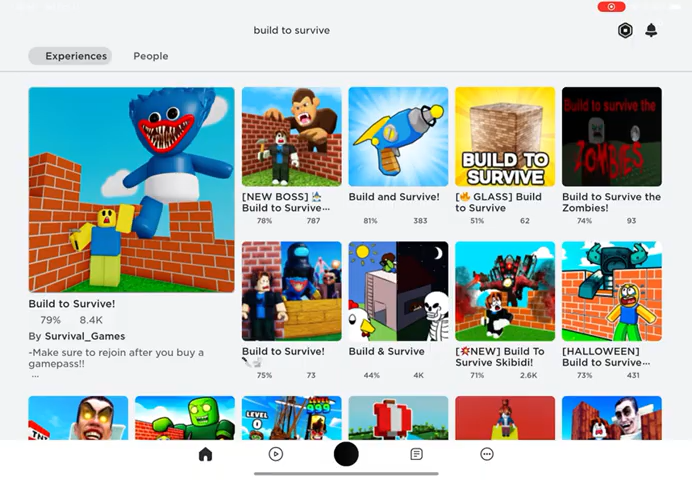 build to survive
Experiences
People
Build to Survive!
79% 8.4K
By Survival_Games
-Make sure to rejoin after you buy a
gamepass!!
...
[NEW BOSS]
Build to Survive...
78% 787
Build and Survive!
81% 383
BUILD TO
SURVIVE
[🔥 GLASS] Build
to Survive
51% 62
Build to Survive the
ZOMBIES
Build to Survive the
Zombies!
74% 93
Build to Survive!
75% 73
Build & Survive
44% 4K
[💥NEW] Build To
Survive Skibidi!
71% 2.6K
[HALLOWEEN]
Build to Survive...
73% 431
TNT
LEVEL
1
999